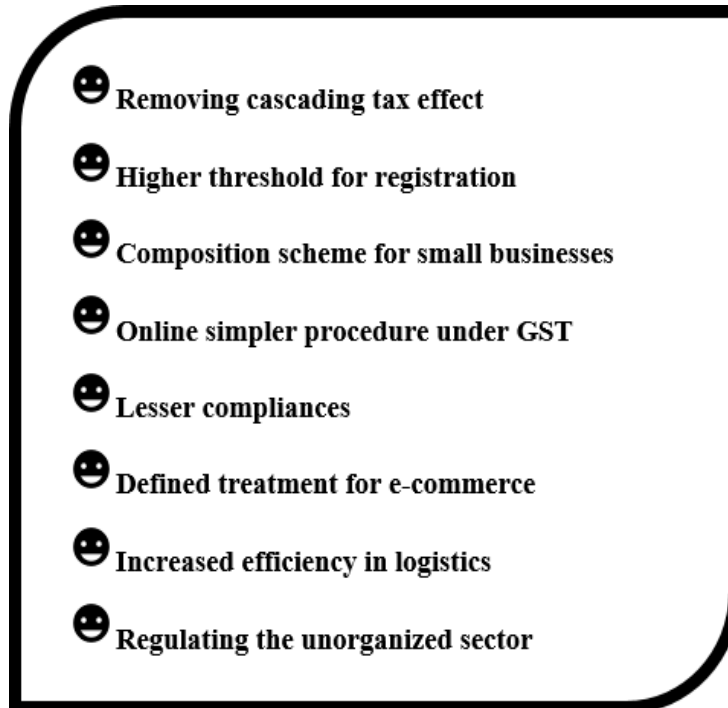 Removing cascading tax effect
Higher threshold for registration
Composition scheme for small businesses
Online simpler procedure under GST
Lesser compliances
Defined treatment for e-commerce
Increased efficiency in logistics
Regulating the unorganized sector